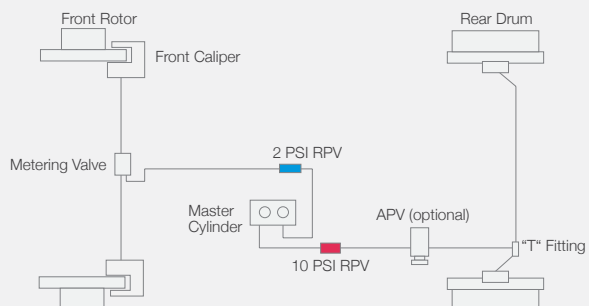 Front Rotor
Rear Drum
Front Caliper
Metering Valve
2 PSI RPV
Master
Cylinder
APV (optional)
"T" Fitting
10 PSI RPV